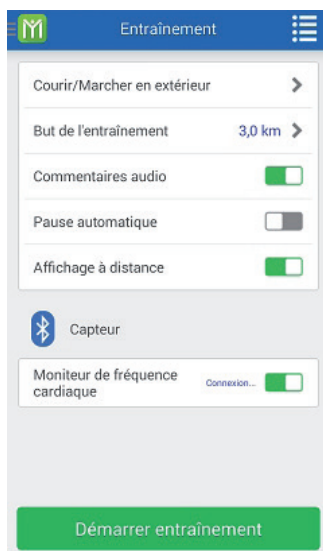 Entraînement
Courir/Marcher en extérieur
But de l'entraînement 3,0 km
Commentaires audio
Pause automatique
Affichage à distance
Capteur
Moniteur de fréquence
cardiaque
Connexion...
Démarrer entraînement